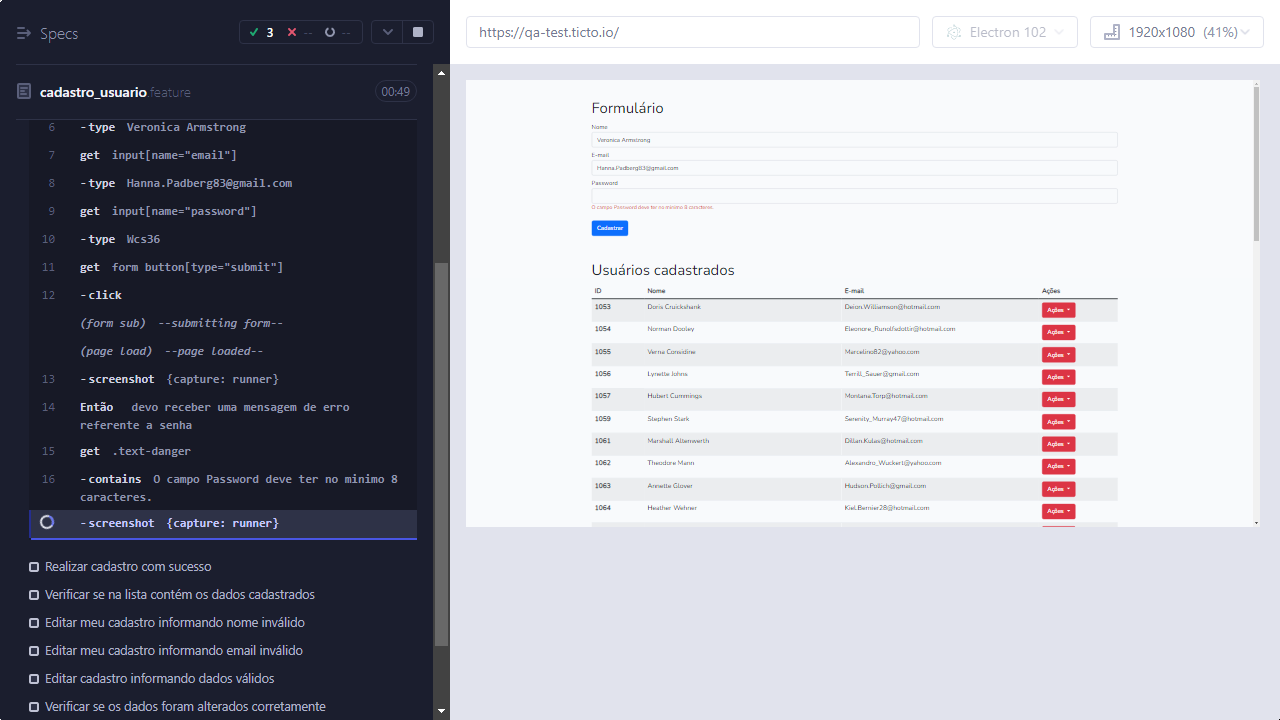 Specs
3
--
--
cadastro_usuario.feature
00:49
6 -type Veronica Armstrong
7 get input[name="email"]
8 -type Hanna.Padberg83@gmail.com
9 get input[name="password"]
10 -type Wcs36
11 get form button[type="submit"]
12 -click
(form sub) --submitting form--
(page load) --page loaded--
13 -screenshot {capture: runner}
14 Então devo receber uma mensagem de erro
referente a senha
15 get .text-danger
16 -contains O campo Password deve ter no mínimo 8
caracteres.
-screenshot {capture: runner}
Realizar cadastro com sucesso
Verificar se na lista contém os dados cadastrados
Editar meu cadastro informando nome inválido
Editar meu cadastro informando email inválido
Editar cadastro informando dados válidos
Verificar se os dados foram alterados corretamente
https://qa-test.ticto.io/
Electron 102
1920x1080 (41%)
Formulário
Nome
Veronica Armstrong
E-mail
Hanna.Padberg83@gmail.com
Password
O campo Password deve ter no mínimo 8 caracteres.
Cadastrar
Usuários cadastrados
ID Nome E-mail Ações
1053 Doris Cruickshank Deion.Williamson@hotmail.com Ações
1054 Norman Dooley Eleonore_Runolfsdottir@hotmail.com Ações
1055 Verna Considine Marcelino82@yahoo.com Ações
1056 Lynette Johns Terrill_Sauer@gmail.com Ações
1057 Hubert Cummings Montana.Torp@hotmail.com Ações
1059 Stephen Stark Serenity_Murray47@hotmail.com Ações
1061 Marshall Altenwerth Dillan.Kulas@hotmail.com Ações
1062 Theodore Mann Alexandro_Wuckert@yahoo.com Ações
1063 Annette Glover Hudson.Pollich@gmail.com Ações
1064 Heather Wehner Kiel.Bernier28@hotmail.com Ações